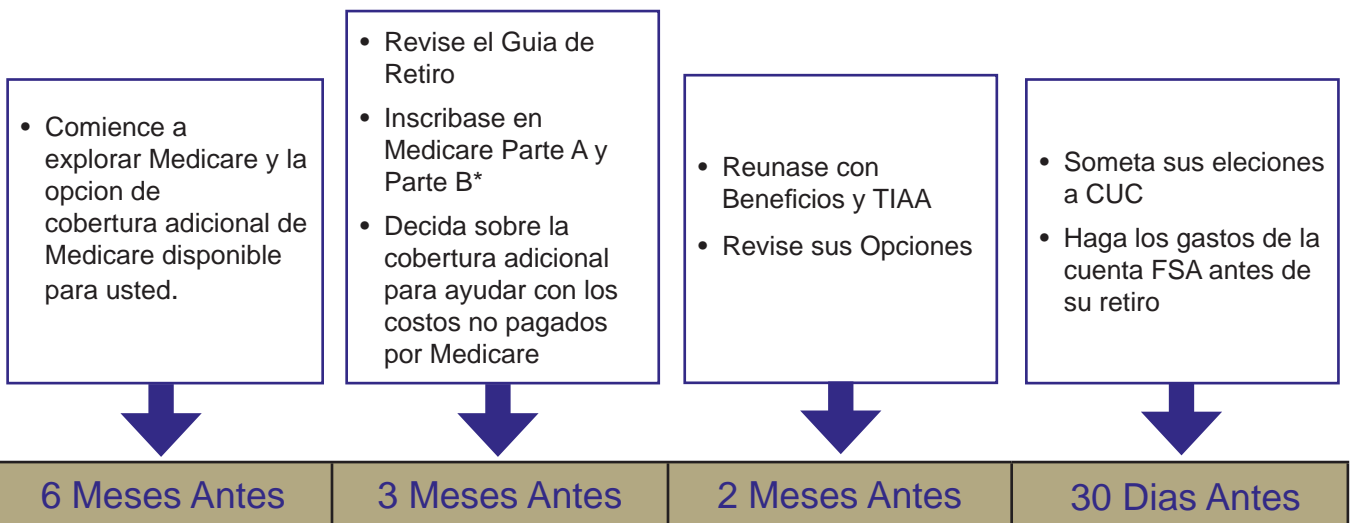 • Comience a
explorar Medicare y la
opcion de
cobertura adicional de
Medicare disponible
para usted.
• Revise el Guia de
Retiro
• Inscribase en
Medicare Parte A y
Parte B*
• Decida sobre la
cobertura adicional
para ayudar con los
costos no pagados
por Medicare
• Reunase con
Beneficios y TIAA
• Revise sus Opciones
• Someta sus eleciones
a CUC
• Haga los gastos de la
cuenta FSA antes de
su retiro
6 Meses Antes
3 Meses Antes
2 Meses Antes
30 Dias Antes